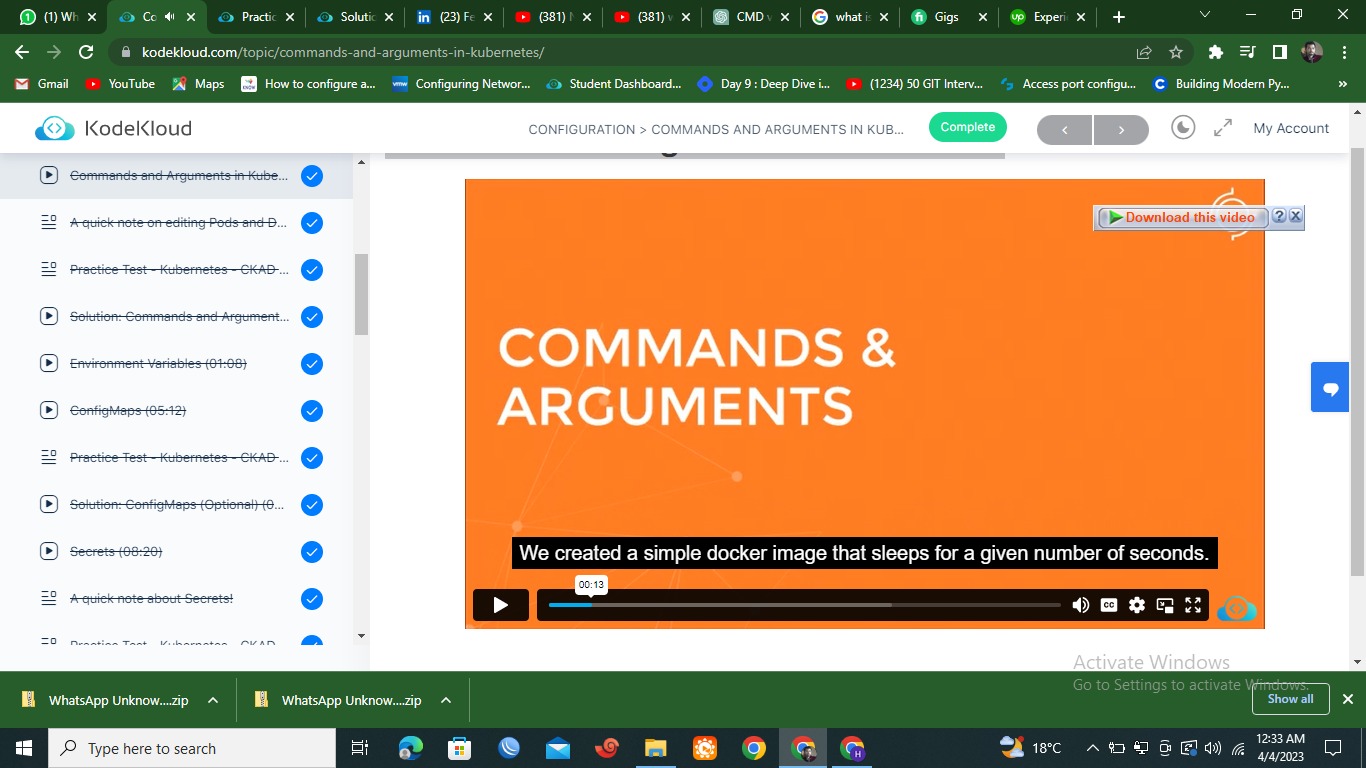 (1) Wh
Co
Practic
Solutic
(23) Fe
(381) N
(381) v
CMD v
what is
Gigs
Experi
kodekloud.com/topic/commands-and-arguments-in-kubernetes/
Gmail
YouTube
Maps
How to configure a...
Configuring Networ...
Student Dashboard...
Day 9 : Deep Dive i...
(1234) 50 GIT Interv...
Access port configu...
Building Modern Py...
»
KodeKloud
CONFIGURATION > COMMANDS AND ARGUMENTS IN KUB...
Complete
My Account
Commands and Arguments in Kube...
A quick note on editing Pods and D...
Practice Test - Kubernetes - CKAD ...
Solution: Commands and Argument...
Environment Variables (01:08)
ConfigMaps (05:12)
Practice Test - Kubernetes - CKAD ...
Solution: ConfigMaps (Optional) (0...
Secrets (08:20)
A quick note about Secrets!
Practice Test - Kubernetes - CKAD
Download this video
COMMANDS &
ARGUMENTS
We created a simple docker image that sleeps for a given number of seconds.
00:13
CC
Activate Windows
Go to Settings to activate Windows.
WhatsApp Unknow....zip
WhatsApp Unknow....zip
Show all
Type here to search
18°C
12:33 AM
4/4/2023